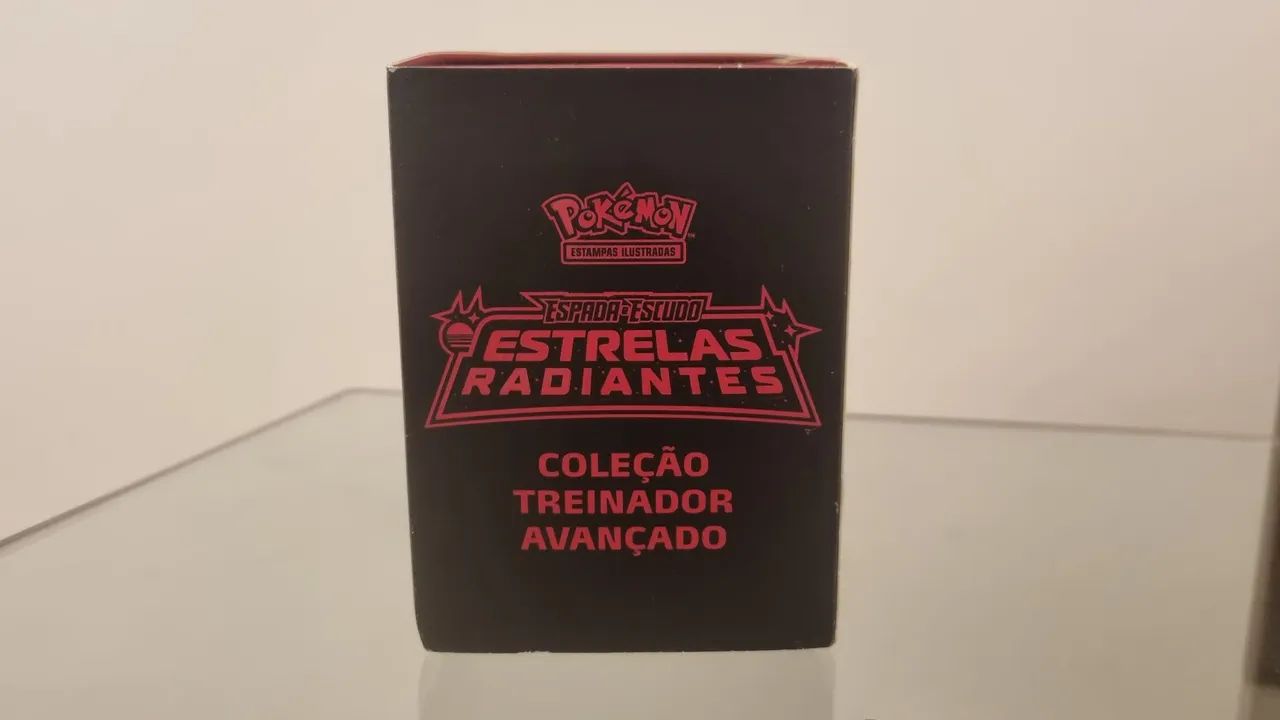 POKéMON
ESTAMPAS ILUSTRADAS
ESPADA E ESCUDO
ESTRELAS
RADIANTES
COLEÇÃO
TREINADOR
AVANÇADO